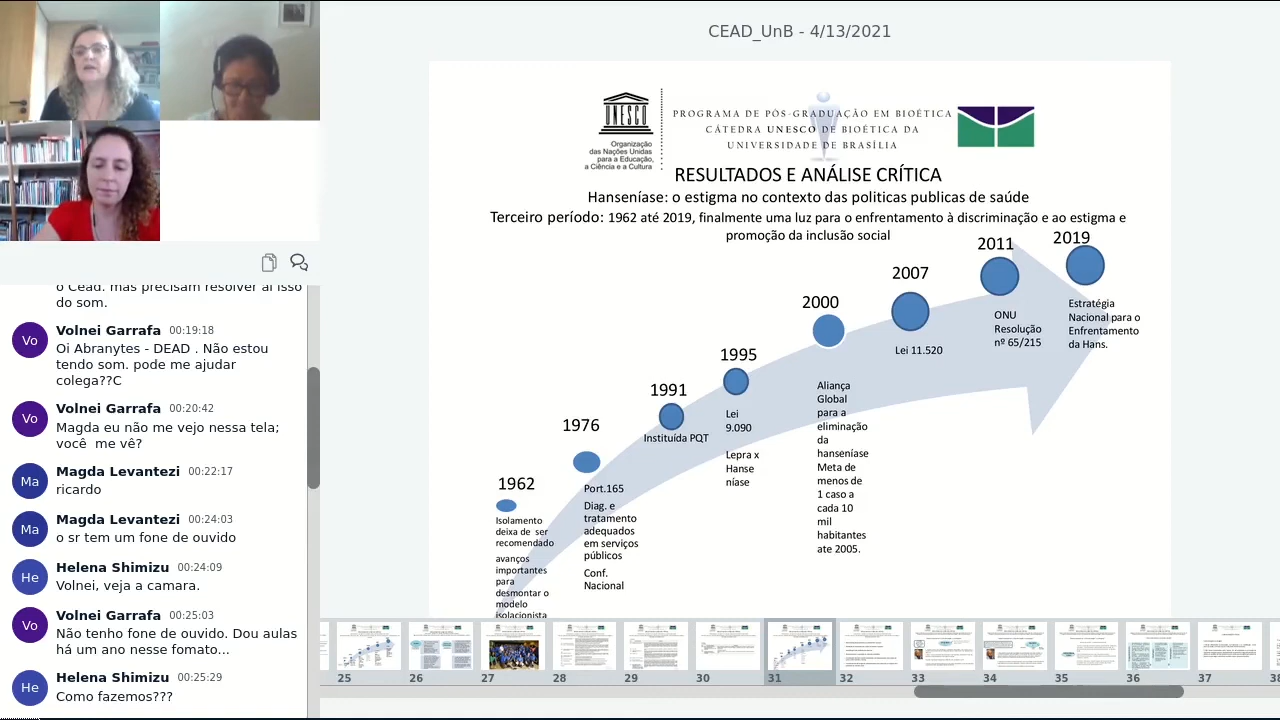 CEAD_UnB - 4/13/2021
UNESCO
Organização
das Nações Unidas
para a Educação,
a Ciência e a Cultura
PROGRAMA DE PÓS-GRADUAÇÃO EM BIOÉTICA
CÁTEDRA UNESCO DE BIOÉTICA DA
UNIVERSIDADE DE BRASÍLIA
RESULTADOS E ANÁLISE CRÍTICA
Hanseníase: o estigma no contexto das politicas publicas de saúde
Terceiro período: 1962 até 2019, finalmente uma luz para o enfrentamento à discriminação e ao estigma e
promoção da inclusão social
1962
Isolamento
deixa de ser
recomendado
avanços
importantes
para
desmontar o
modelo
isolacionista
1976
Port.165
Diag. e
tratamento
adequados
em serviços
públicos
Conf.
Nacional
1991
Instituída PQT
1995
Lei
9.090
Lepra x
Hanse
níase
2000
Aliança
Global
para a
eliminação
da
hanseníase
Meta de
menos de
1 caso a
cada 10
mil
habitantes
ate 2005.
2007
Lei 11.520
2011
ONU
Resolução
nº 65/215
2019
Estratégia
Nacional para o
Enfrentamento
da Hans.
o Cead. mas precisam resolver aí isso
do som.
Vo
Volnei Garrafa 00:19:18
Oi Abranytes - DEAD . Não estou
tendo som. pode me ajudar
colega??C
Vo
Volnei Garrafa 00:20:42
Magda eu não me vejo nessa tela;
você me vê?
Ma
Magda Levantezi 00:22:17
ricardo
Ma
Magda Levantezi 00:24:03
o sr tem um fone de ouvido
He
Helena Shimizu 00:24:09
Volnei, veja a camara.
Vo
Volnei Garrafa 00:25:03
Não tenho fone de ouvido. Dou aulas
há um ano nesse fomato...
He
Helena Shimizu 00:25:29
Como fazemos???
25 26 27 28 29 30 31 32 33 34 35 36 37 38